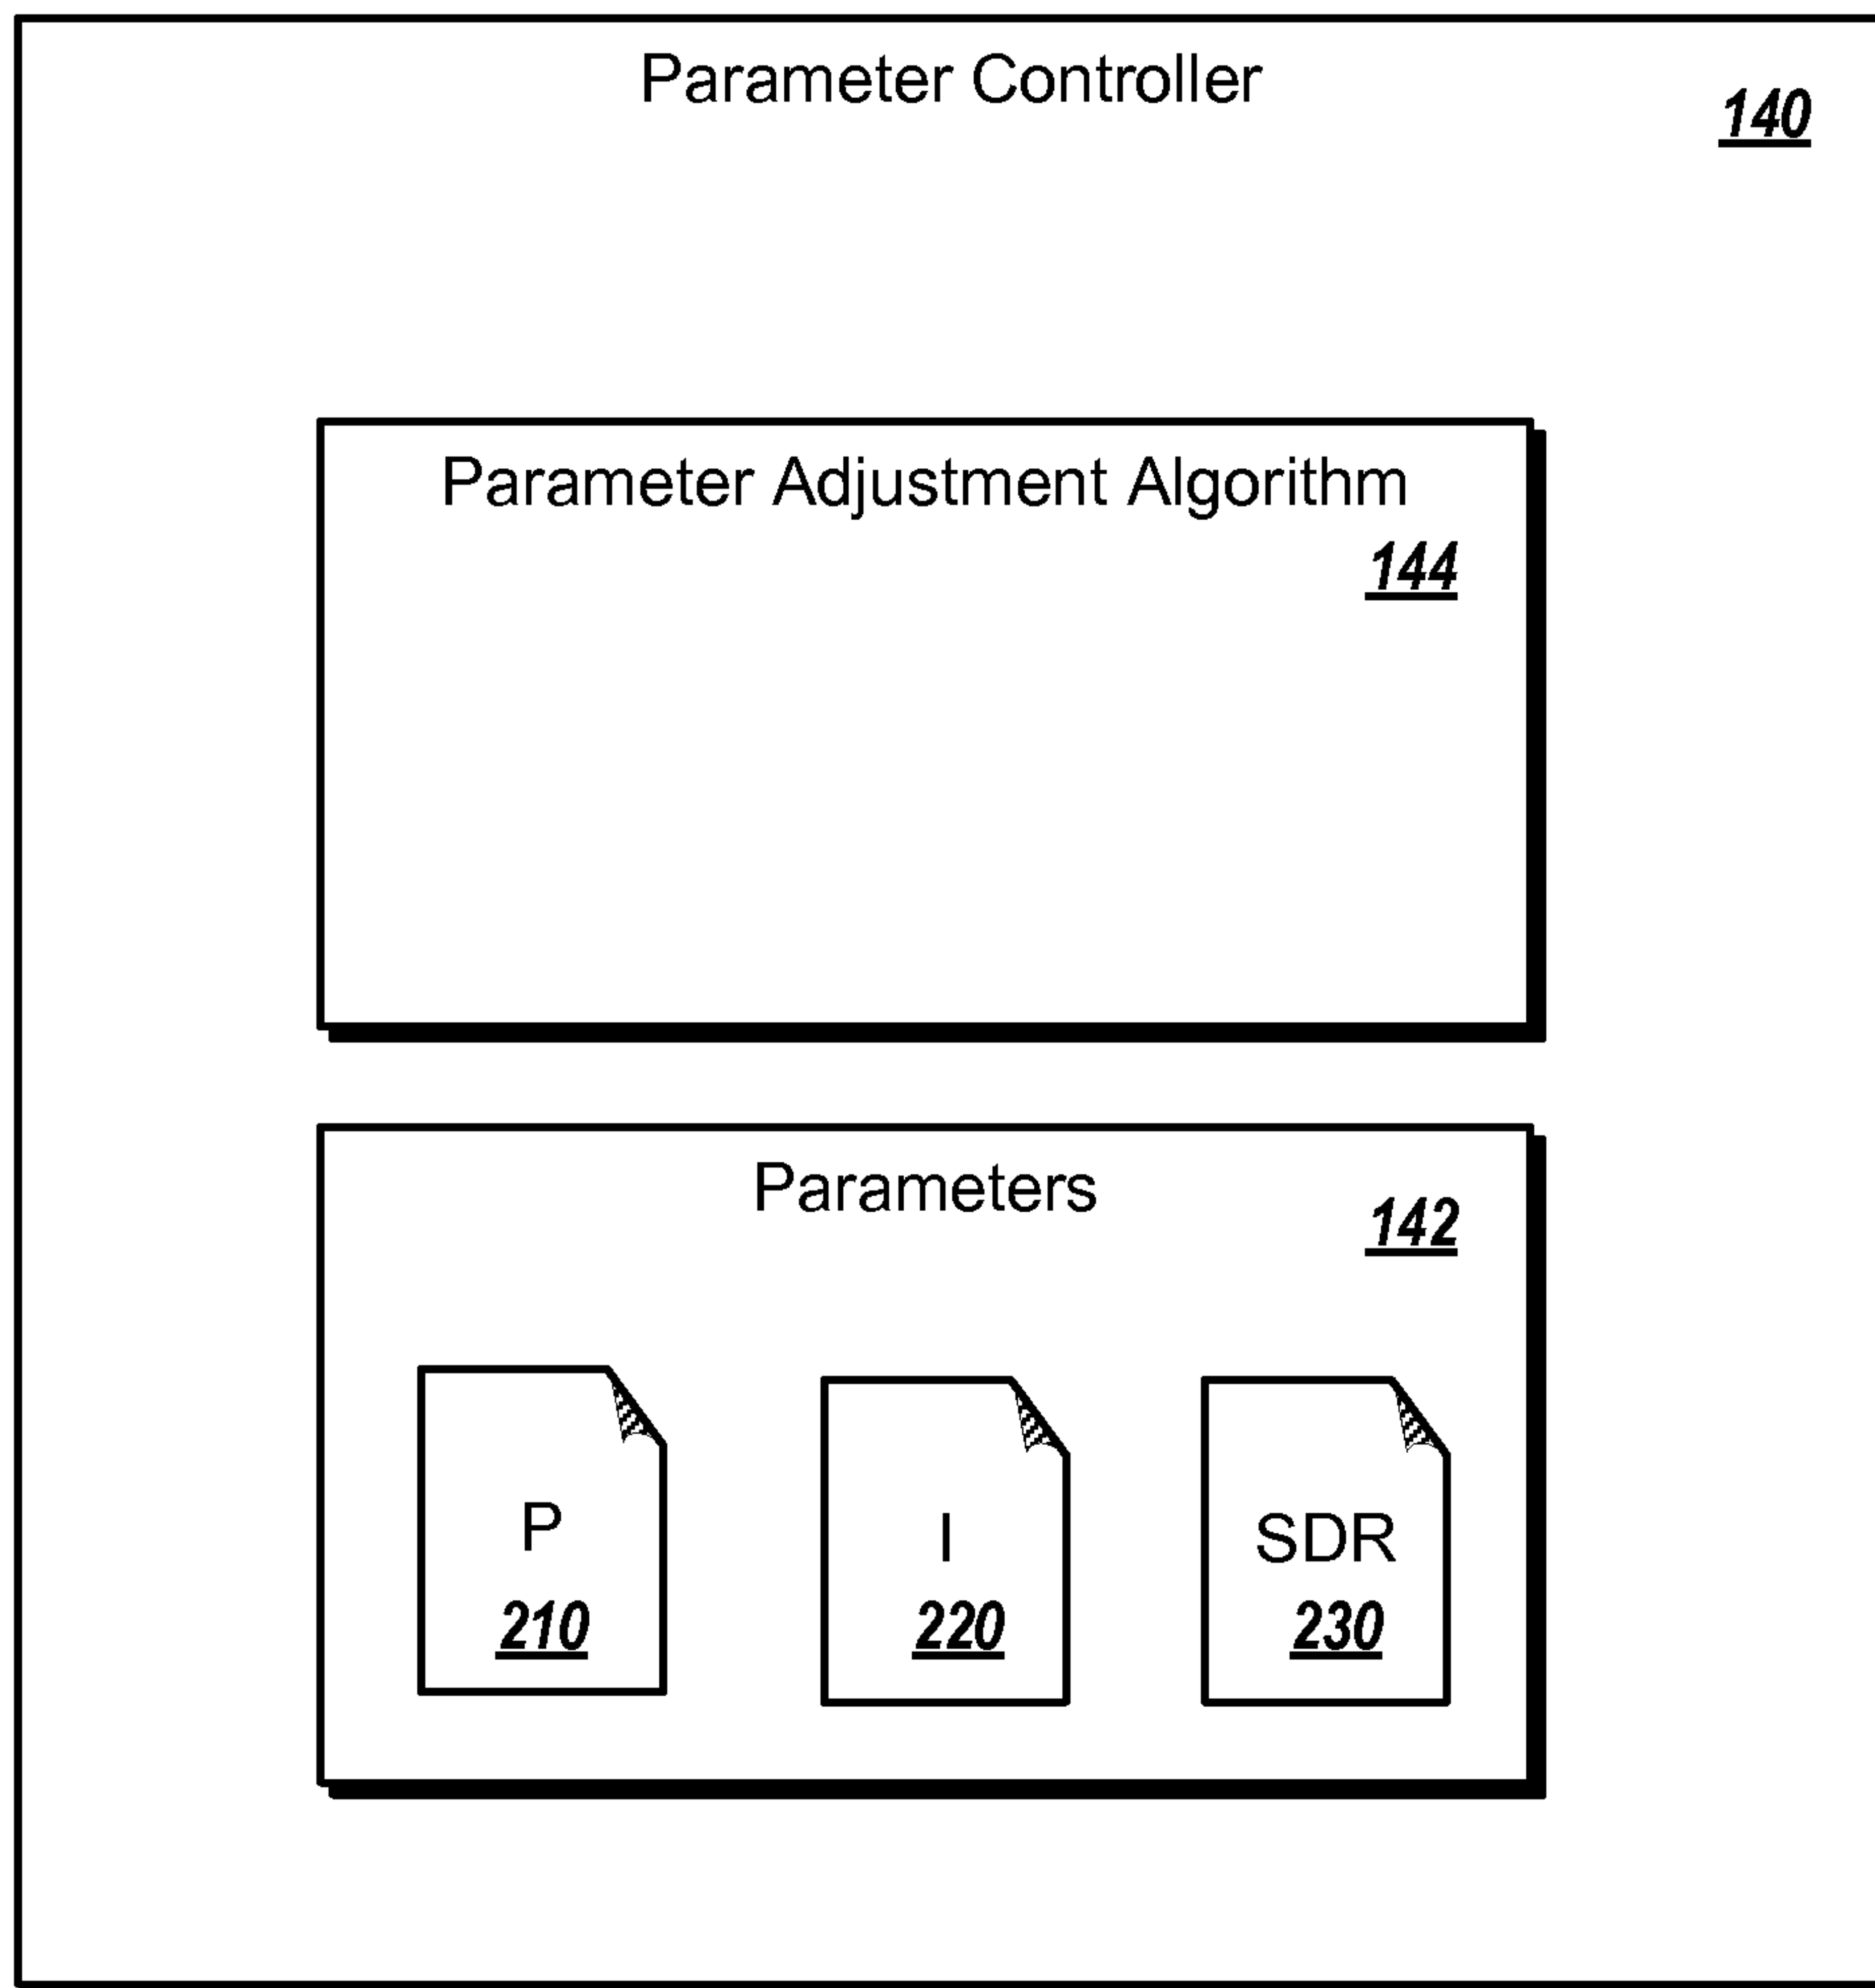 Parameter Controller
140
Parameter Adjustment Algorithm
144
Parameters
142
P
210
I
220
SDR
230